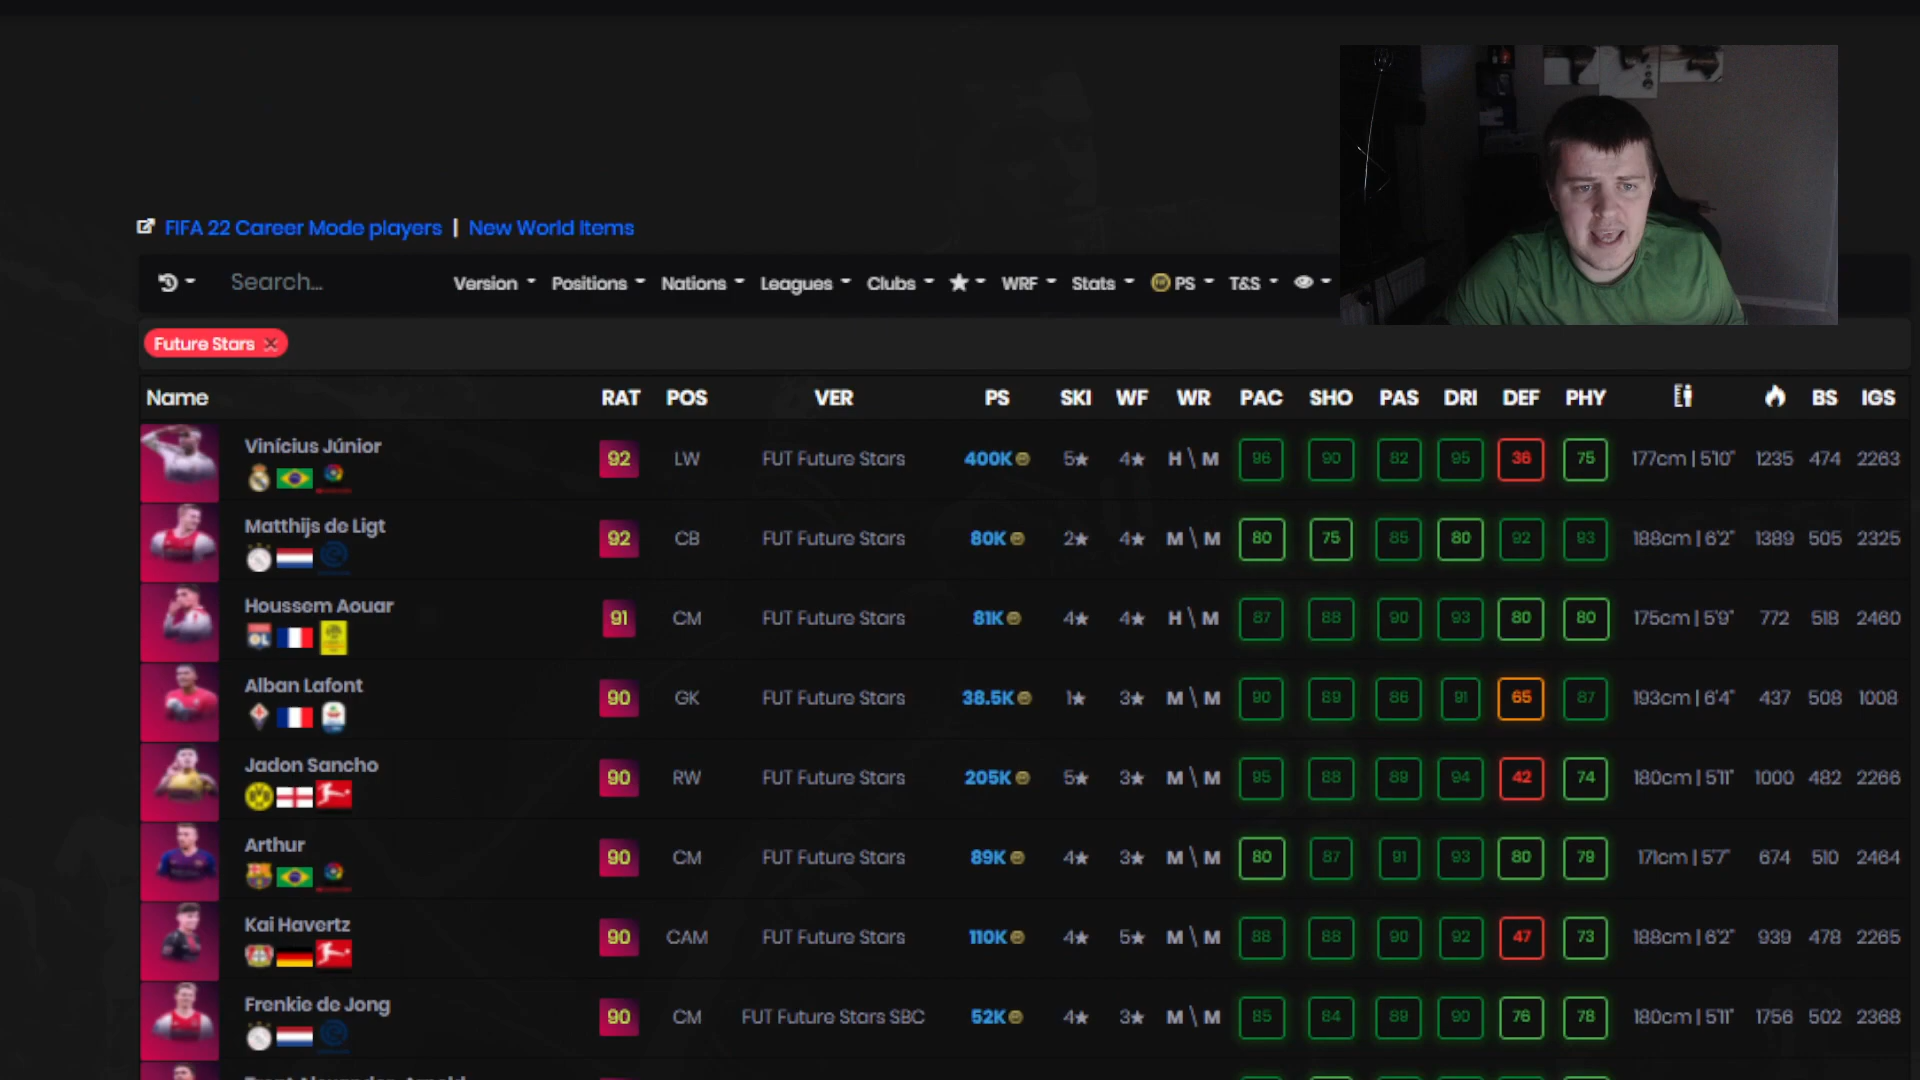 FIFA 22 Career Mode players | New World Items
Search... Version Positions Nations Leagues Clubs ★ WRF Stats PS T&S
Future Stars ×
Name RAT POS VER PS SKI WF WR PAC SHO PAS DRI DEF PHY BS IGS
Vinícius Júnior 92 LW FUT Future Stars 400K 5★ 4★ H \ M 96 90 82 95 36 75 177cm | 5'10" 1235 474 2263
Matthijs de Ligt 92 CB FUT Future Stars 80K 2★ 4★ M \ M 80 75 85 80 92 93 188cm | 6'2" 1389 505 2325
Houssem Aouar 91 CM FUT Future Stars 81K 4★ 4★ H \ M 87 88 90 93 80 80 175cm | 5'9" 772 518 2460
Alban Lafont 90 GK FUT Future Stars 38.5K 1★ 3★ M \ M 90 89 86 91 65 87 193cm | 6'4" 437 508 1008
Jadon Sancho 90 RW FUT Future Stars 205K 5★ 3★ M \ M 95 88 89 94 42 74 180cm | 5'11" 1000 482 2266
Arthur 90 CM FUT Future Stars 89K 4★ 3★ M \ M 80 87 91 93 80 79 171cm | 5'7" 674 510 2464
Kai Havertz 90 CAM FUT Future Stars 110K 4★ 5★ M \ M 88 88 90 92 47 73 188cm | 6'2" 939 478 2265
Frenkie de Jong 90 CM FUT Future Stars SBC 52K 4★ 3★ M \ M 85 84 89 90 76 78 180cm | 5'11" 1756 502 2368